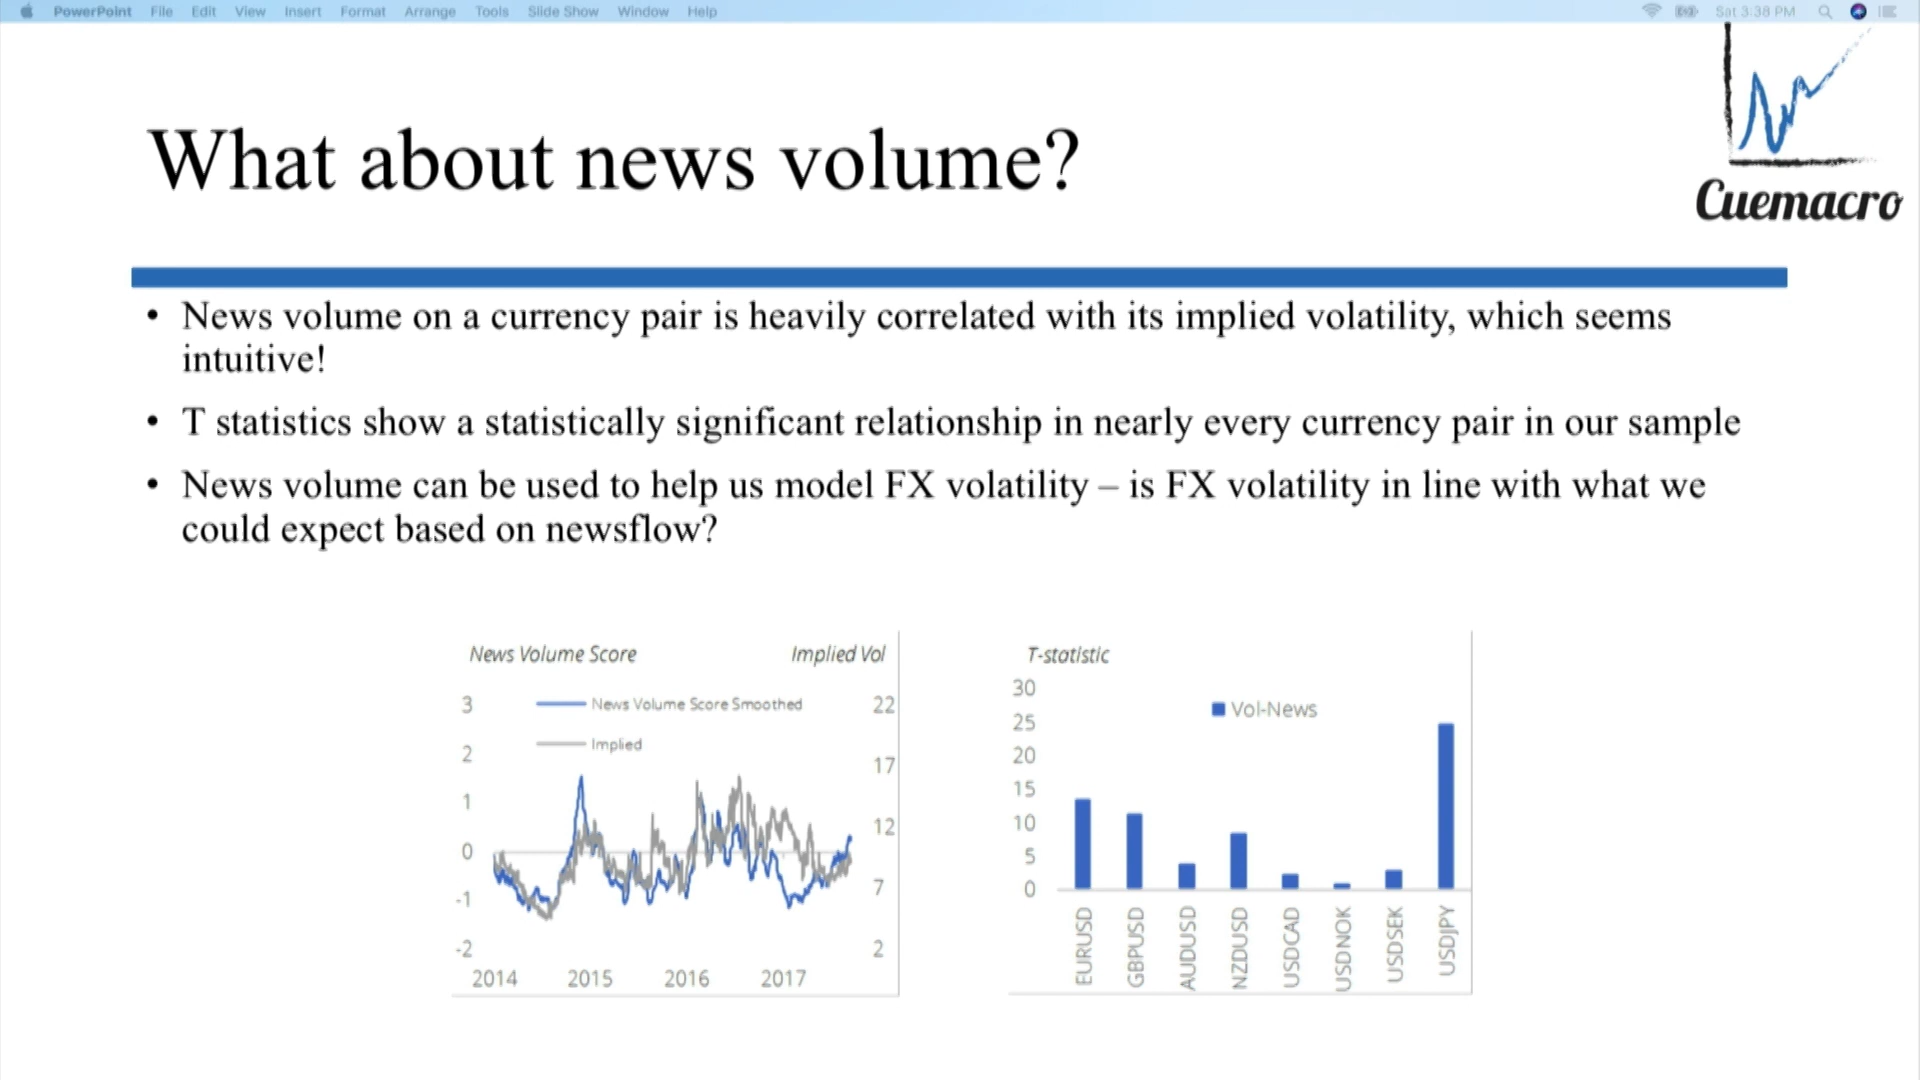 PowerPoint File Edit View Insert Format Arrange Tools Slide Show Window Help Sat 3:38 PM
What about news volume?
Cuemacro
• News volume on a currency pair is heavily correlated with its implied volatility, which seems
intuitive!
• T statistics show a statistically significant relationship in nearly every currency pair in our sample
• News volume can be used to help us model FX volatility – is FX volatility in line with what we
could expect based on newsflow?
News Volume Score Implied Vol
3 News Volume Score Smoothed 22
Implied
2
17
1
12
0
7
-1
-2 2
2014 2015 2016 2017
T-statistic
30
Vol-News
25
20
15
10
5
0
EURUSD
GBPUSD
AUDUSD
NZDUSD
USDCAD
USDNOK
USDSEK
USDJPY